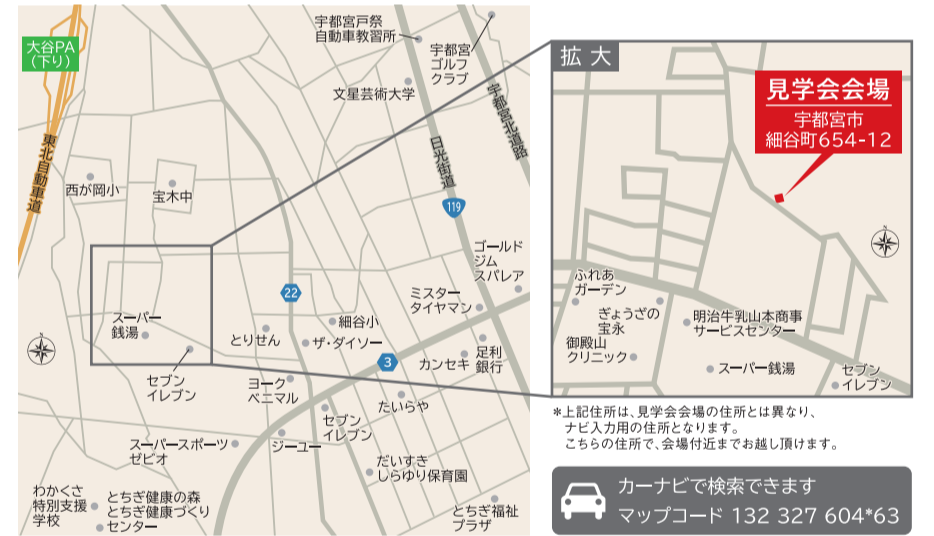 大谷PA
(下り)
東北自動車道
宇都宮戸祭
自動車教習所
宇都宮
ゴルフ
クラブ
文星芸術大学
宇都宮北道路
日光街道
119
西が岡小
宝木中
ゴールド
ジム
スパレア
22
ミスター
タイヤマン
スーパー
銭湯
とりせん
細谷小
ザ・ダイソー
3
カンセキ
足利
銀行
セブン
イレブン
ヨーク
ベニマル
たいらや
セブン
イレブン
スーパースポーツ
ゼビオ
ジーユー
だいすき
しらゆり保育園
わかくさ
特別支援
学校
とちぎ健康の森
とちぎ健康づくり
センター
とちぎ福祉
プラザ
N
拡大
見学会会場
宇都宮市
細谷町654-12
N
ふれあ
ガーデン
ぎょうざの
宝永
明治牛乳山本商事
サービスセンター
御殿山
クリニック
スーパー銭湯
セブン
イレブン
*上記住所は、見学会会場の住所とは異なり、
ナビ入力用の住所となります。
こちらの住所で、会場付近までお越し頂けます。
カーナビで検索できます
マップコード 132 327 604*63